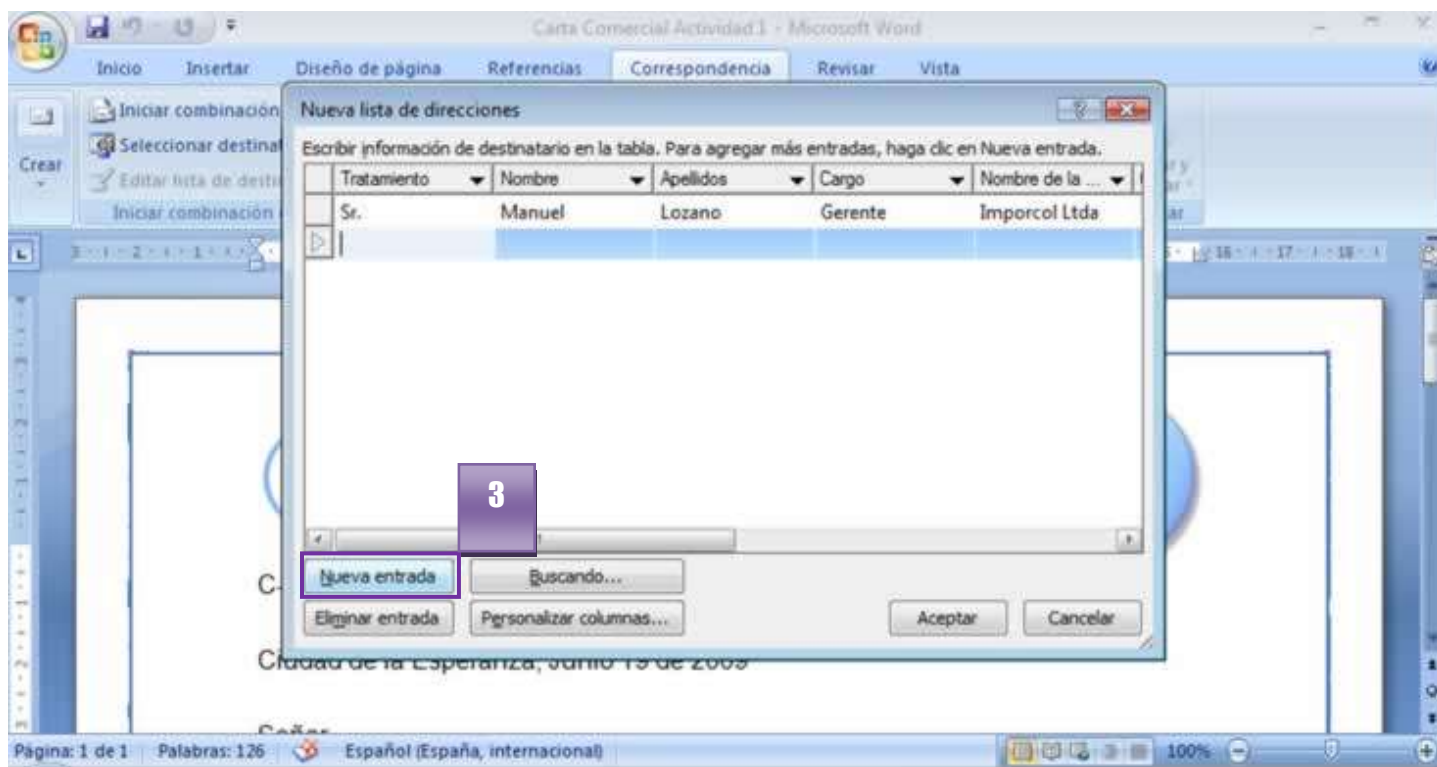 Carta Comercial Actividad 1 - Microsoft Word
Inicio Insertar Diseño de página Referencias Correspondencia Revisar Vista
Crear
Iniciar combinación
Seleccionar destinat
Editar lista de destin
Iniciar combinación
Nueva lista de direcciones
Escribir información de destinatario en la tabla. Para agregar más entradas, haga clic en Nueva entrada.
Tratamiento Nombre Apellidos Cargo Nombre de la ...
Sr. Manuel Lozano Gerente Imporcol Ltda
3
Nueva entrada Buscando...
Eliminar entrada Personalizar columnas... Aceptar Cancelar
Ciudad de la Esperanza, Junio 19 de 2009
Señor
Página: 1 de 1 Palabras: 126 Español (España, internacional) 100%